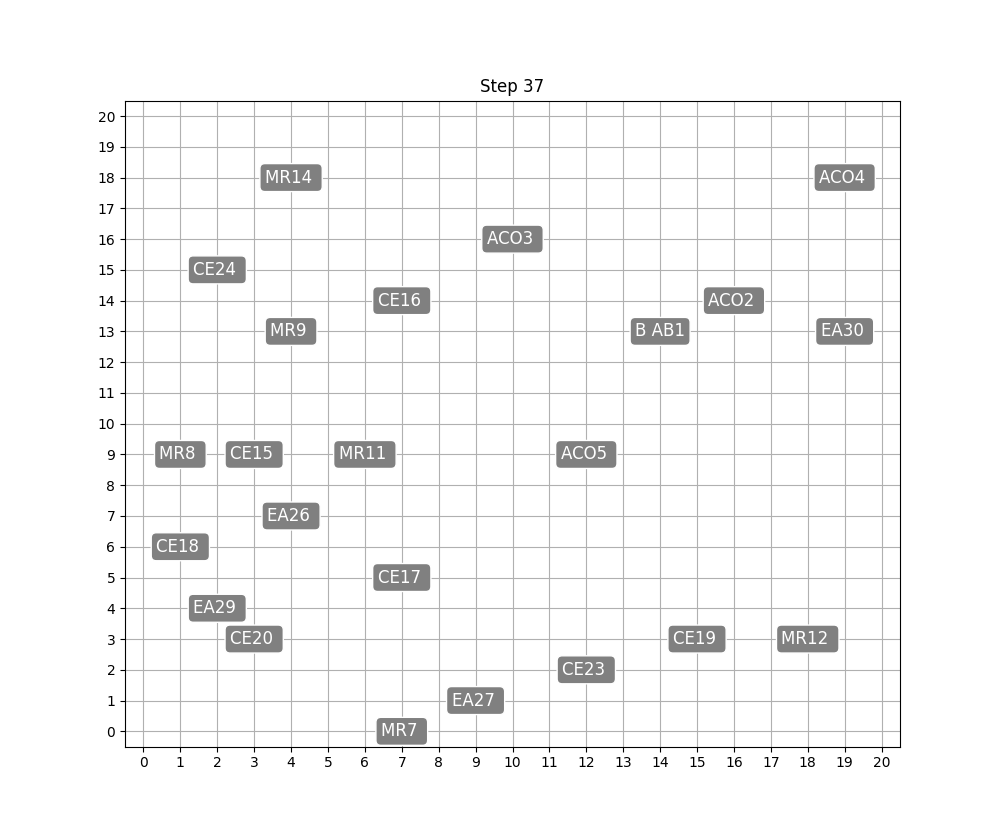 Step 37
20
19
18
17
16
15
14
13
12
11
10
9
8
7
6
5
4
3
2
1
0
MR14
ACO4
ACO3
CE24
CE16
ACO2
MR9
B AB1
EA30
MR8
CE15
MR11
ACO5
EA26
CE18
CE17
EA29
CE20
CE19
MR12
CE23
EA27
MR7
0 1 2 3 4 5 6 7 8 9 10 11 12 13 14 15 16 17 18 19 20